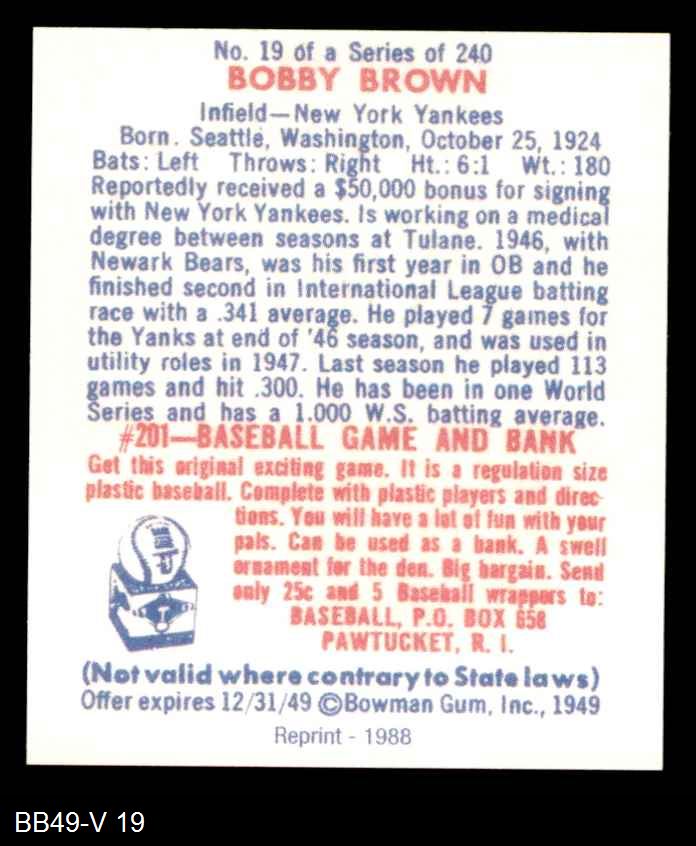 No. 19 of a Series of 240
BOBBY BROWN
Infield—New York Yankees
Born. Seattle, Washington, October 25, 1924
Bats: Left Throws: Right Ht.: 6:1 Wt.: 180
Reportedly received a $50,000 bonus for signing
with New York Yankees. Is working on a medical
degree between seasons at Tulane. 1946, with
Newark Bears, was his first year in OB and he
finished second in International League batting
race with a .341 average. He played 7 games for
the Yanks at end of '46 season, and was used in
utility roles in 1947. Last season he played 113
games and hit .300. He has been in one World
Series and has a 1.000 W.S. batting average.
#201—BASEBALL GAME AND BANK
Get this original exciting game. It is a regulation size
plastic baseball. Complete with plastic players and direc-
tions. You will have a lot of fun with your
pals. Can be used as a bank. A swell
ornament for the den. Big bargain. Send
only 25c and 5 Baseball wrappers to:
BASEBALL, P.O. BOX 658
PAWTUCKET, R. I.
(Not valid where contrary to State laws)
Offer expires 12/31/49 ©Bowman Gum, Inc., 1949
Reprint - 1988
BB49-V 19